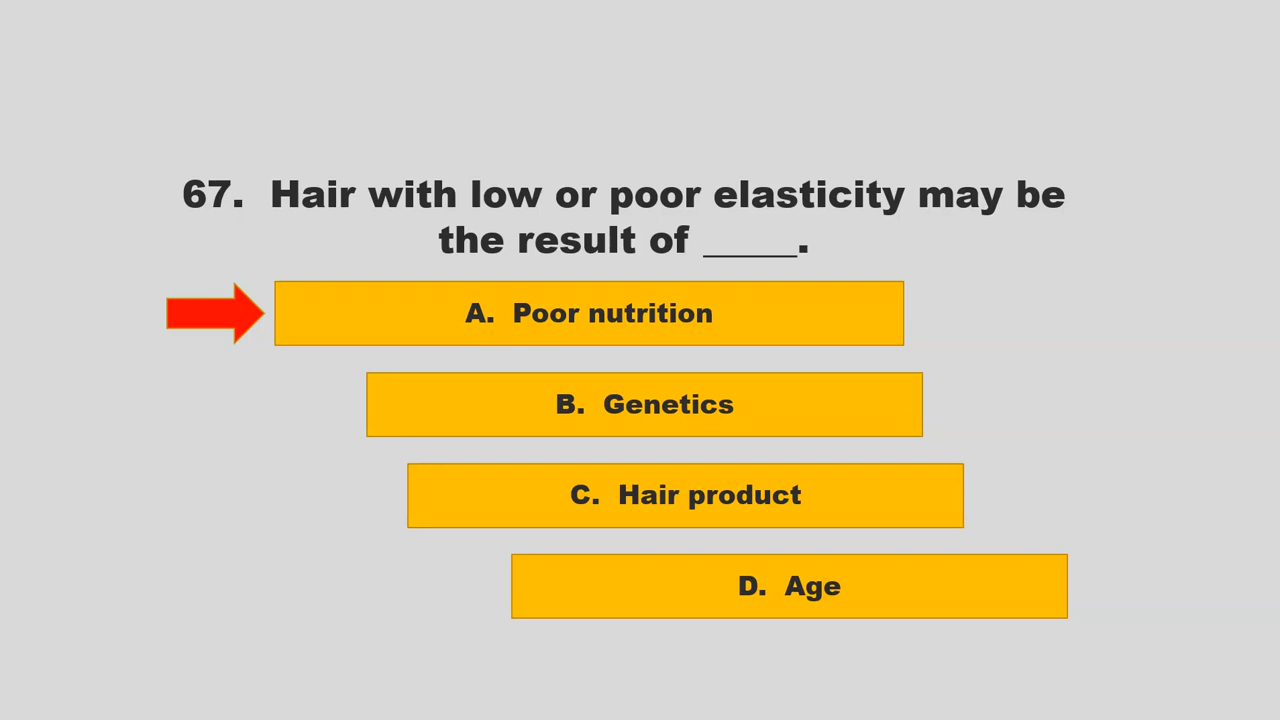 67.  Hair with low or poor elasticity may be
the result of _____.
A.  Poor nutrition
B.  Genetics
C.  Hair product
D.  Age